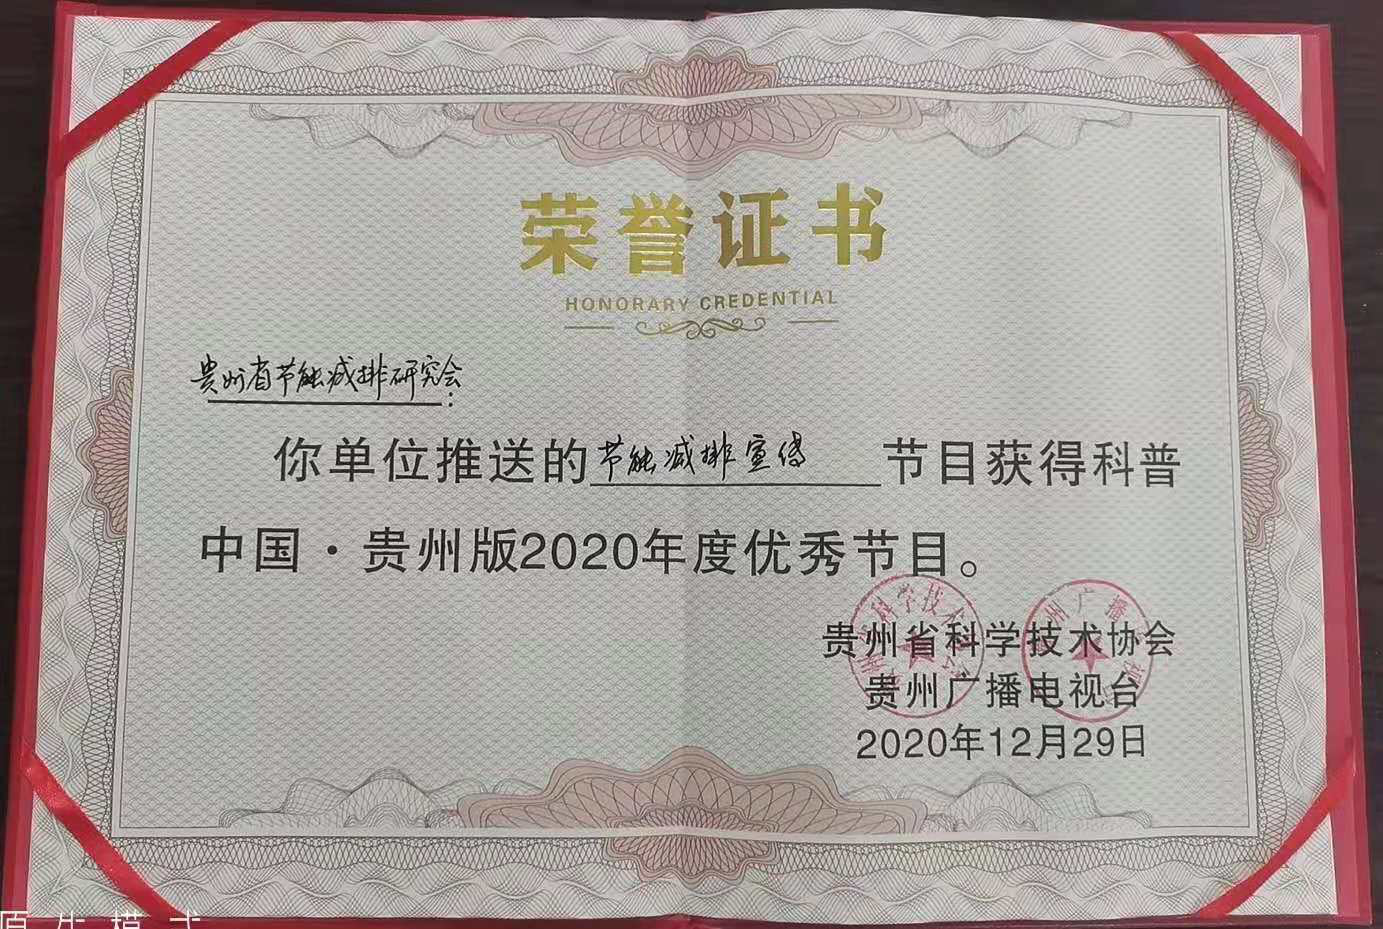 荣誉证书
HONORARY CREDENTIAL
贵州省节能减排研究会:
你单位推送的节能减排宣传节目获得科普
中国·贵州版2020年度优秀节目。
贵州省科学技术协会
贵州广播电视台
2020年12月29日